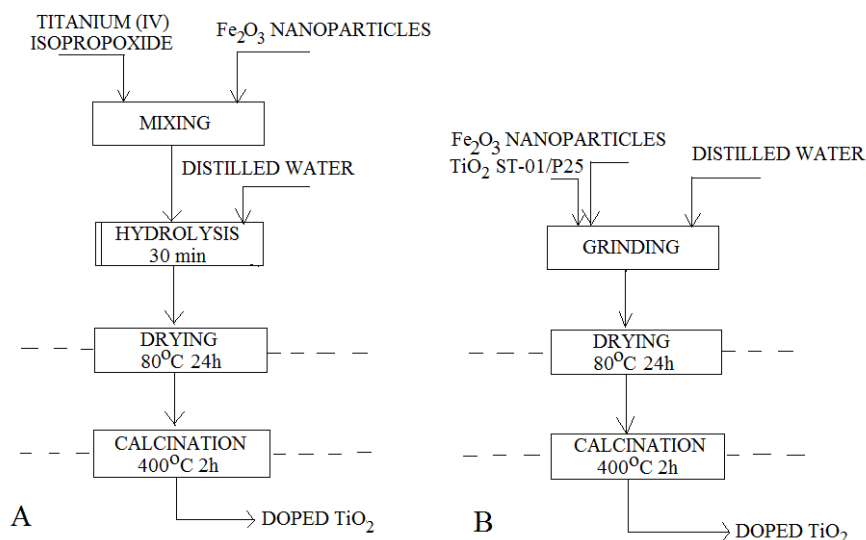 TITANIUM (IV)
ISOPROPOXIDE
Fe₂O₃ NANOPARTICLES
MIXING
DISTILLED WATER
HYDROLYSIS
30 min
DRYING
80°C 24h
CALCINATION
400°C 2h
DOPED TiO₂
A
Fe₂O₃ NANOPARTICLES
TiO₂ ST-01/P25
DISTILLED WATER
GRINDING
DRYING
80°C 24h
CALCINATION
400°C 2h
DOPED TiO₂
B